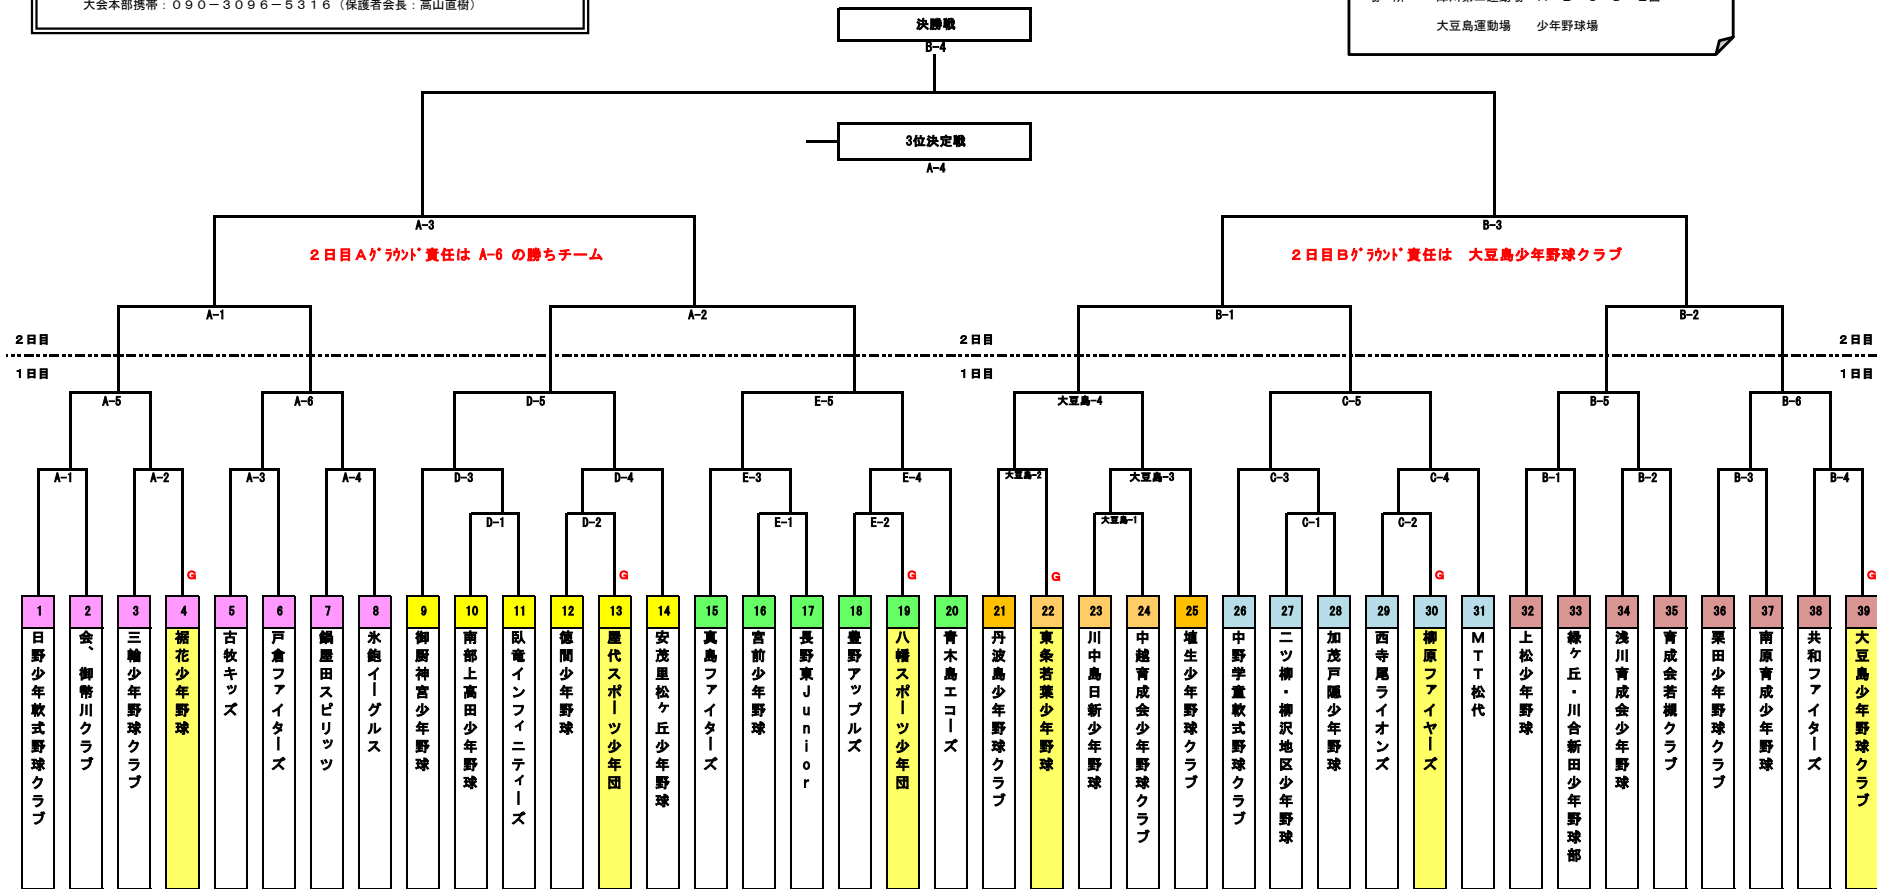 大会本部携帯：０９０－３０９６－５３１６（保護者会長：高山直樹）
大豆島運動場　少年野球場
決勝戦
B-4
3位決定戦
A-4
A-3
B-3
２日目Ａグラウンド責任は A-6 の勝ちチーム
２日目Ｂグラウンド責任は　大豆島少年野球クラブ
A-1
A-2
B-1
B-2
２日目
２日目
２日目
１日目
１日目
１日目
A-5
A-6
D-5
E-5
大豆島-4
C-5
B-5
B-6
A-1
A-2
A-3
A-4
D-3
D-4
E-3
E-4
大豆島-2
大豆島-3
C-3
C-4
B-1
B-2
B-3
B-4
D-1
D-2
E-1
E-2
大豆島-1
C-1
C-2
G
G
G
G
G
G
1
日野少年軟式野球クラブ
2
会、御幣川クラブ
3
三輪少年野球クラブ
4
裾花少年野球
5
古牧キッズ
6
戸倉ファイターズ
7
鍋屋田スピリッツ
8
氷鉋イーグルス
9
御厨神宮少年野球
10
南部上高田少年野球
11
臥竜インフィニティーズ
12
徳間少年野球
13
屋代スポーツ少年団
14
安茂里松ケ丘少年野球
15
真島ファイターズ
16
宮前少年野球
17
長野東Ｊｕｎｉｏｒ
18
豊野アップルズ
19
八幡スポーツ少年団
20
青木島エコーズ
21
丹波島少年野球クラブ
22
東条若葉少年野球
23
川中島日新少年野球
24
中越育成会少年野球クラブ
25
埴生少年野球クラブ
26
中野学童軟式野球クラブ
27
二ツ柳・柳沢地区少年野球
28
加茂戸隠少年野球
29
西寺尾ライオンズ
30
柳原ファイヤーズ
31
ＭＴＴ松代
32
上松少年野球
33
緑ケ丘・川合新田少年野球部
34
浅川育成会少年野球
35
育成会若槻クラブ
36
栗田少年野球クラブ
37
南原育成少年野球
38
共和ファイターズ
39
大豆島少年野球クラブ